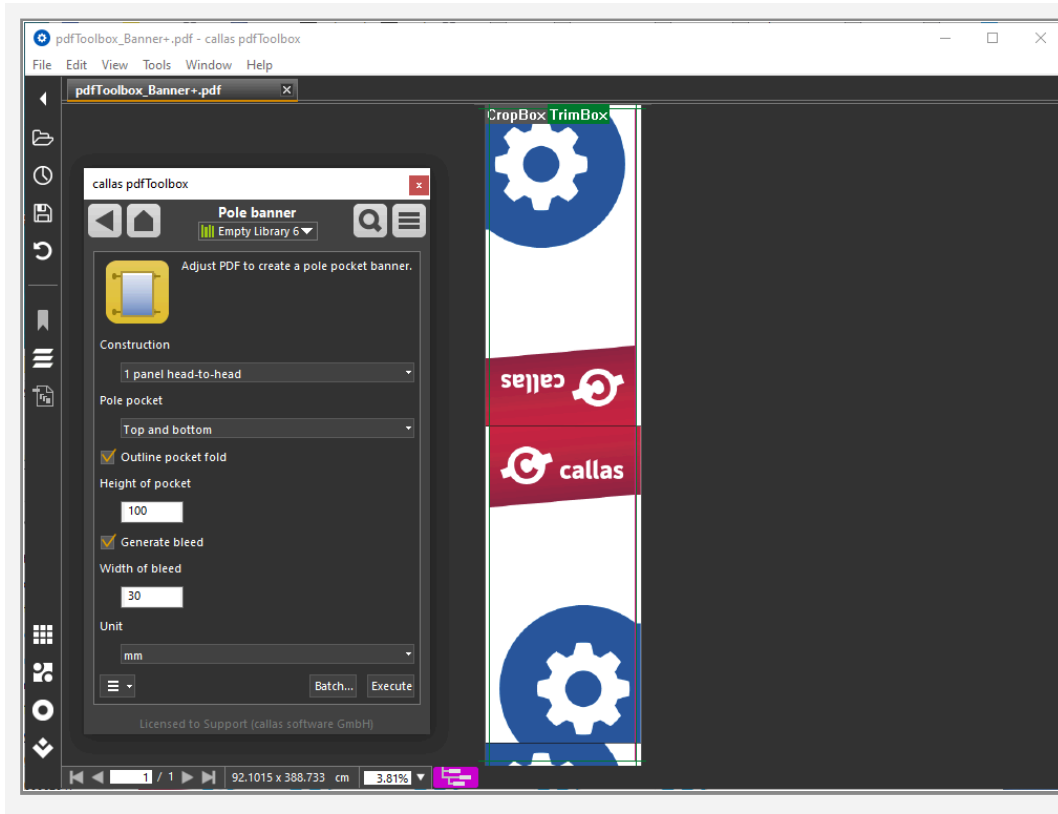 pdfToolbox_Banner+.pdf - callas pdfToolbox
File Edit View Tools Window Help
pdfToolbox_Banner+.pdf
CropBox TrimBox
callas pdfToolbox
Pole banner
Empty Library 6
Adjust PDF to create a pole pocket banner.
Construction
1 panel head-to-head
Pole pocket
Top and bottom
Outline pocket fold
Height of pocket
100
Generate bleed
Width of bleed
30
Unit
mm
Batch... Execute
Licensed to Support (callas software GmbH)
callas
callas
1 / 1 92.1015 x 388.733 cm 3.81%